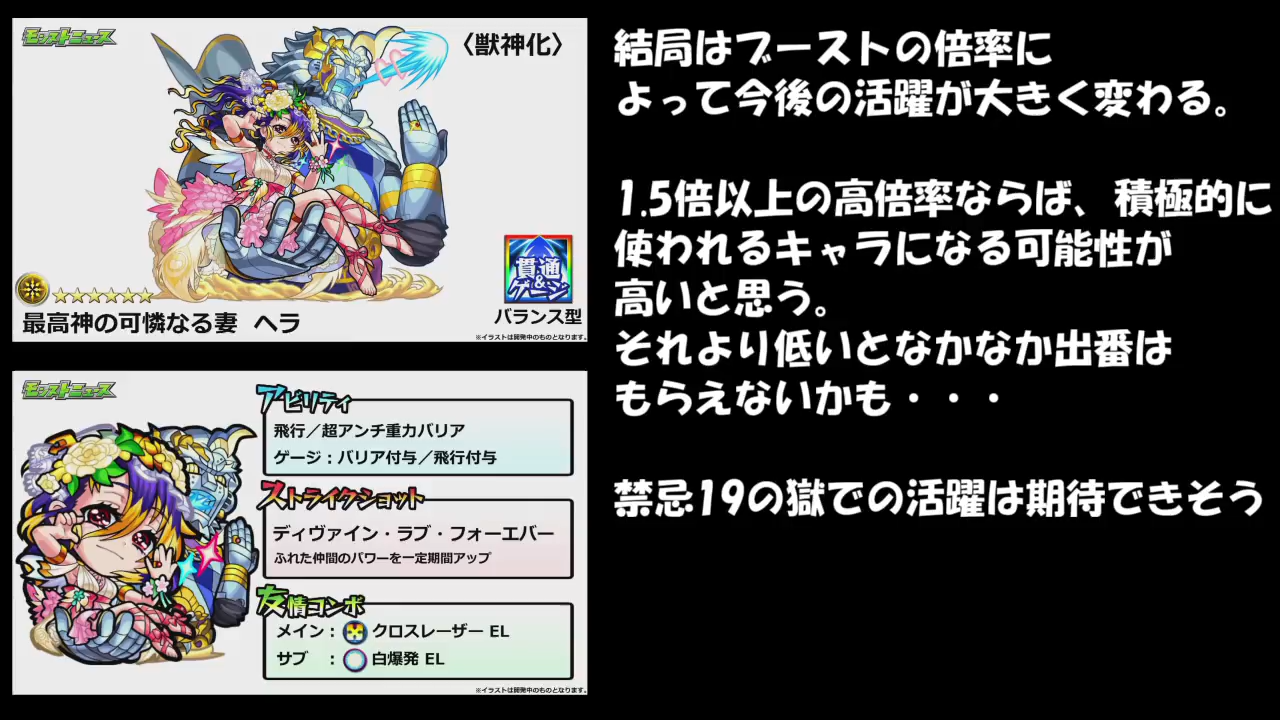 モンストニュース
〈獣神化〉
貫通
&
ゲージ
バランス型
最高神の可憐なる妻 ヘラ
※イラストは開発中のものとなります。
モンストニュース
アビリティ
飛行／超アンチ重力バリア
ゲージ：バリア付与／飛行付与
ストライクショット
ディヴァイン・ラブ・フォーエバー
ふれた仲間のパワーを一定期間アップ
友情コンボ
メイン： クロスレーザー EL
サブ ： 白爆発 EL
※イラストは開発中のものとなります。
結局はブーストの倍率に
よって今後の活躍が大きく変わる。
1.5倍以上の高倍率ならば、積極的に
使われるキャラになる可能性が
高いと思う。
それより低いとなかなか出番は
もらえないかも・・・
禁忌19の獄での活躍は期待できそう